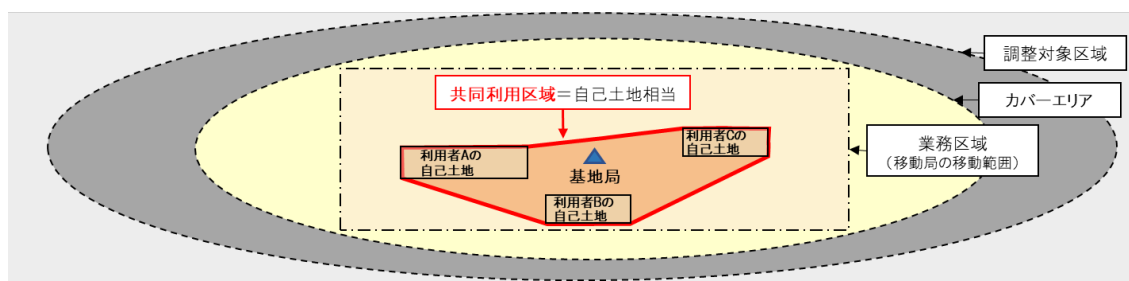 調整対象区域
カバーエリア
業務区域
（移動局の移動範囲）
共同利用区域＝自己土地相当
利用者Aの
自己土地
利用者Cの
自己土地
基地局
利用者Bの
自己土地